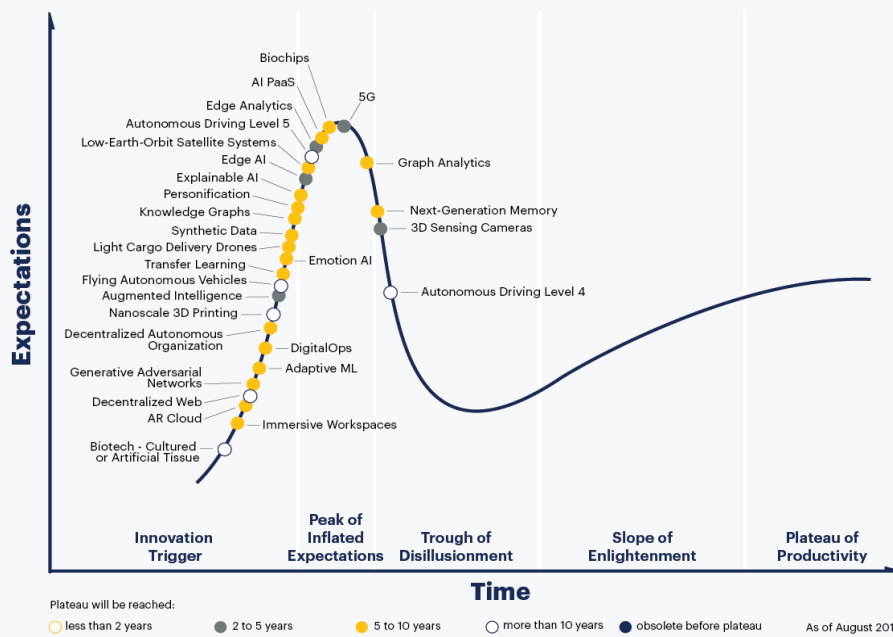 Biochips
AI PaaS
5G
Edge Analytics
Autonomous Driving Level 5
Low-Earth-Orbit Satellite Systems
Edge AI
Graph Analytics
Explainable AI
Personification
Knowledge Graphs
Next-Generation Memory
Synthetic Data
3D Sensing Cameras
Light Cargo Delivery Drones
Emotion AI
Transfer Learning
Flying Autonomous Vehicles
Autonomous Driving Level 4
Augmented Intelligence
Nanoscale 3D Printing
Decentralized Autonomous
Organization
DigitalOps
Generative Adversarial
Networks
Adaptive ML
Decentralized Web
AR Cloud
Immersive Workspaces
Biotech - Cultured
or Artificial Tissue
Expectations
Innovation
Trigger
Peak of
Inflated
Expectations
Trough of
Disillusionment
Slope of
Enlightenment
Plateau of
Productivity
Time
Plateau will be reached:
less than 2 years
2 to 5 years
5 to 10 years
more than 10 years
obsolete before plateau
As of August 201